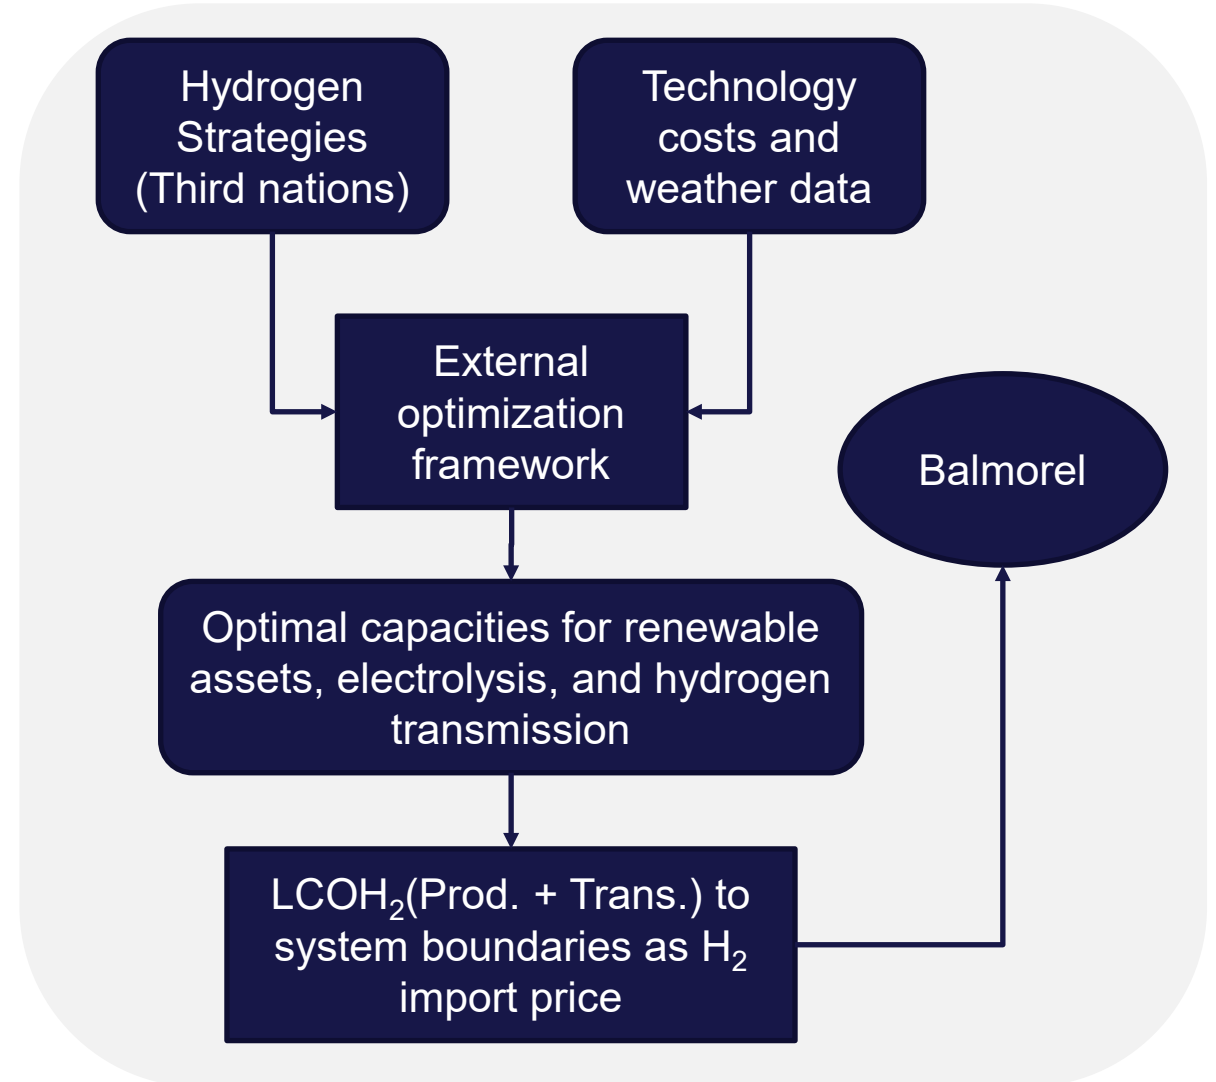 Hydrogen
Strategies
(Third nations)
Technology
costs and
weather data
External
optimization
framework
Balmorel
Optimal capacities for renewable
assets, electrolysis, and hydrogen
transmission
LCOH₂(Prod. + Trans.) to
system boundaries as H₂
import price